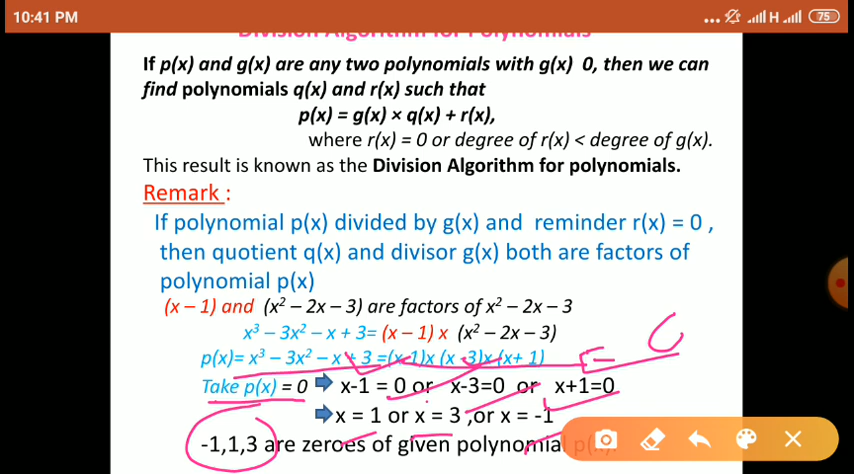 10:41 PM
... H 75
Division Algorithm for Polynomials
If p(x) and g(x) are any two polynomials with g(x) 0, then we can
find polynomials q(x) and r(x) such that
p(x) = g(x) × q(x) + r(x),
where r(x) = 0 or degree of r(x) < degree of g(x).
This result is known as the Division Algorithm for polynomials.
Remark :
If polynomial p(x) divided by g(x) and reminder r(x) = 0 ,
then quotient q(x) and divisor g(x) both are factors of
polynomial p(x)
(x – 1) and (x² – 2x – 3) are factors of x² – 2x – 3
x³ – 3x² – x + 3= (x – 1) x (x² – 2x – 3)
p(x)= x³ – 3x² – x + 3 =(x-1)x (x -3)x (x+ 1)
Take p(x) = 0 ➡ x-1 = 0 or x-3=0 or x+1=0
➡x = 1 or x = 3 ,or x = -1
-1,1,3 are zeroes of given polynomial p(x).